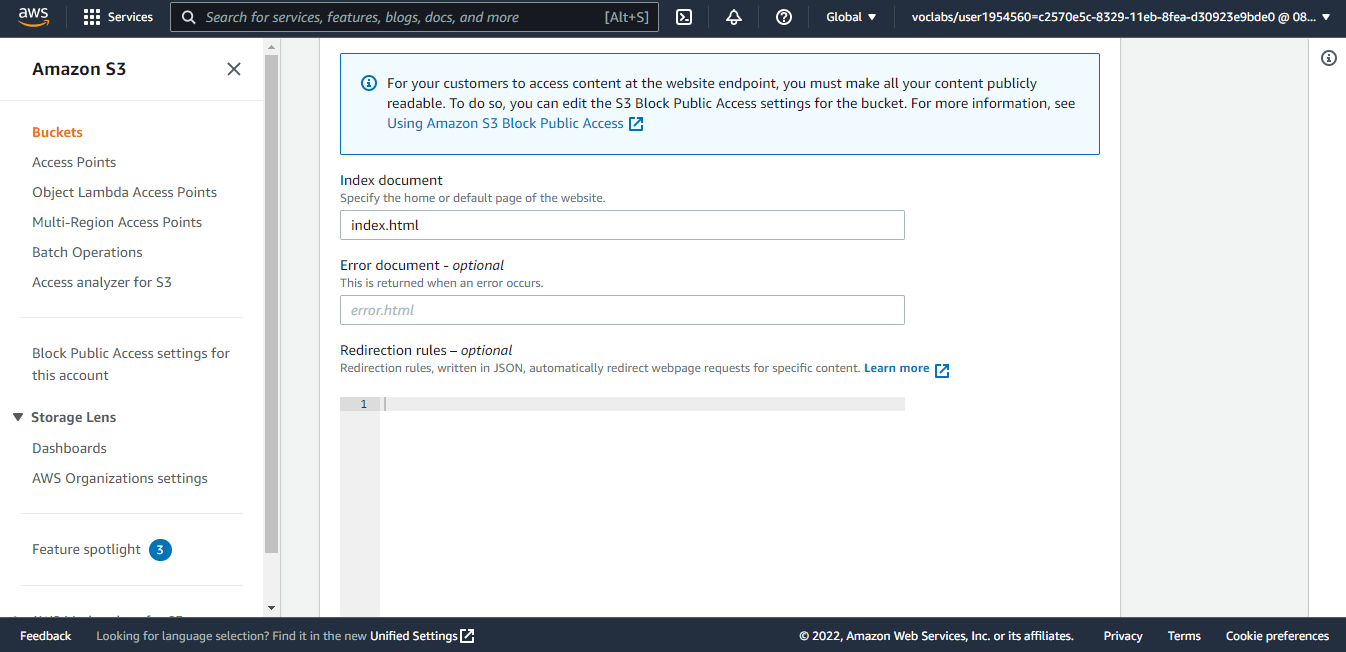 aws
Services
Search for services, features, blogs, docs, and more
[Alt+S]
Global
voclabs/user1954560=c2570e5c-8329-11eb-8fea-d30923e9bde0 @ 08...
Amazon S3
Buckets
Access Points
Object Lambda Access Points
Multi-Region Access Points
Batch Operations
Access analyzer for S3
Block Public Access settings for
this account
Storage Lens
Dashboards
AWS Organizations settings
Feature spotlight 3
For your customers to access content at the website endpoint, you must make all your content publicly
readable. To do so, you can edit the S3 Block Public Access settings for the bucket. For more information, see
Using Amazon S3 Block Public Access
Index document
Specify the home or default page of the website.
index.html
Error document - optional
This is returned when an error occurs.
error.html
Redirection rules – optional
Redirection rules, written in JSON, automatically redirect webpage requests for specific content. Learn more
1
Feedback
Looking for language selection? Find it in the new Unified Settings
© 2022, Amazon Web Services, Inc. or its affiliates.
Privacy
Terms
Cookie preferences